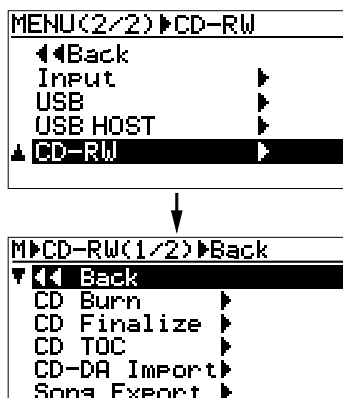 MENU(2/2)▶CD-RW
◀◀Back
Input ▶
USB ▶
USB HOST ▶
▲ CD-RW ▶
M▶CD-RW(1/2)▶Back
▼ ◀◀ Back
CD Burn ▶
CD Finalize ▶
CD TOC ▶
CD-DA Import▶
Song Export ▶